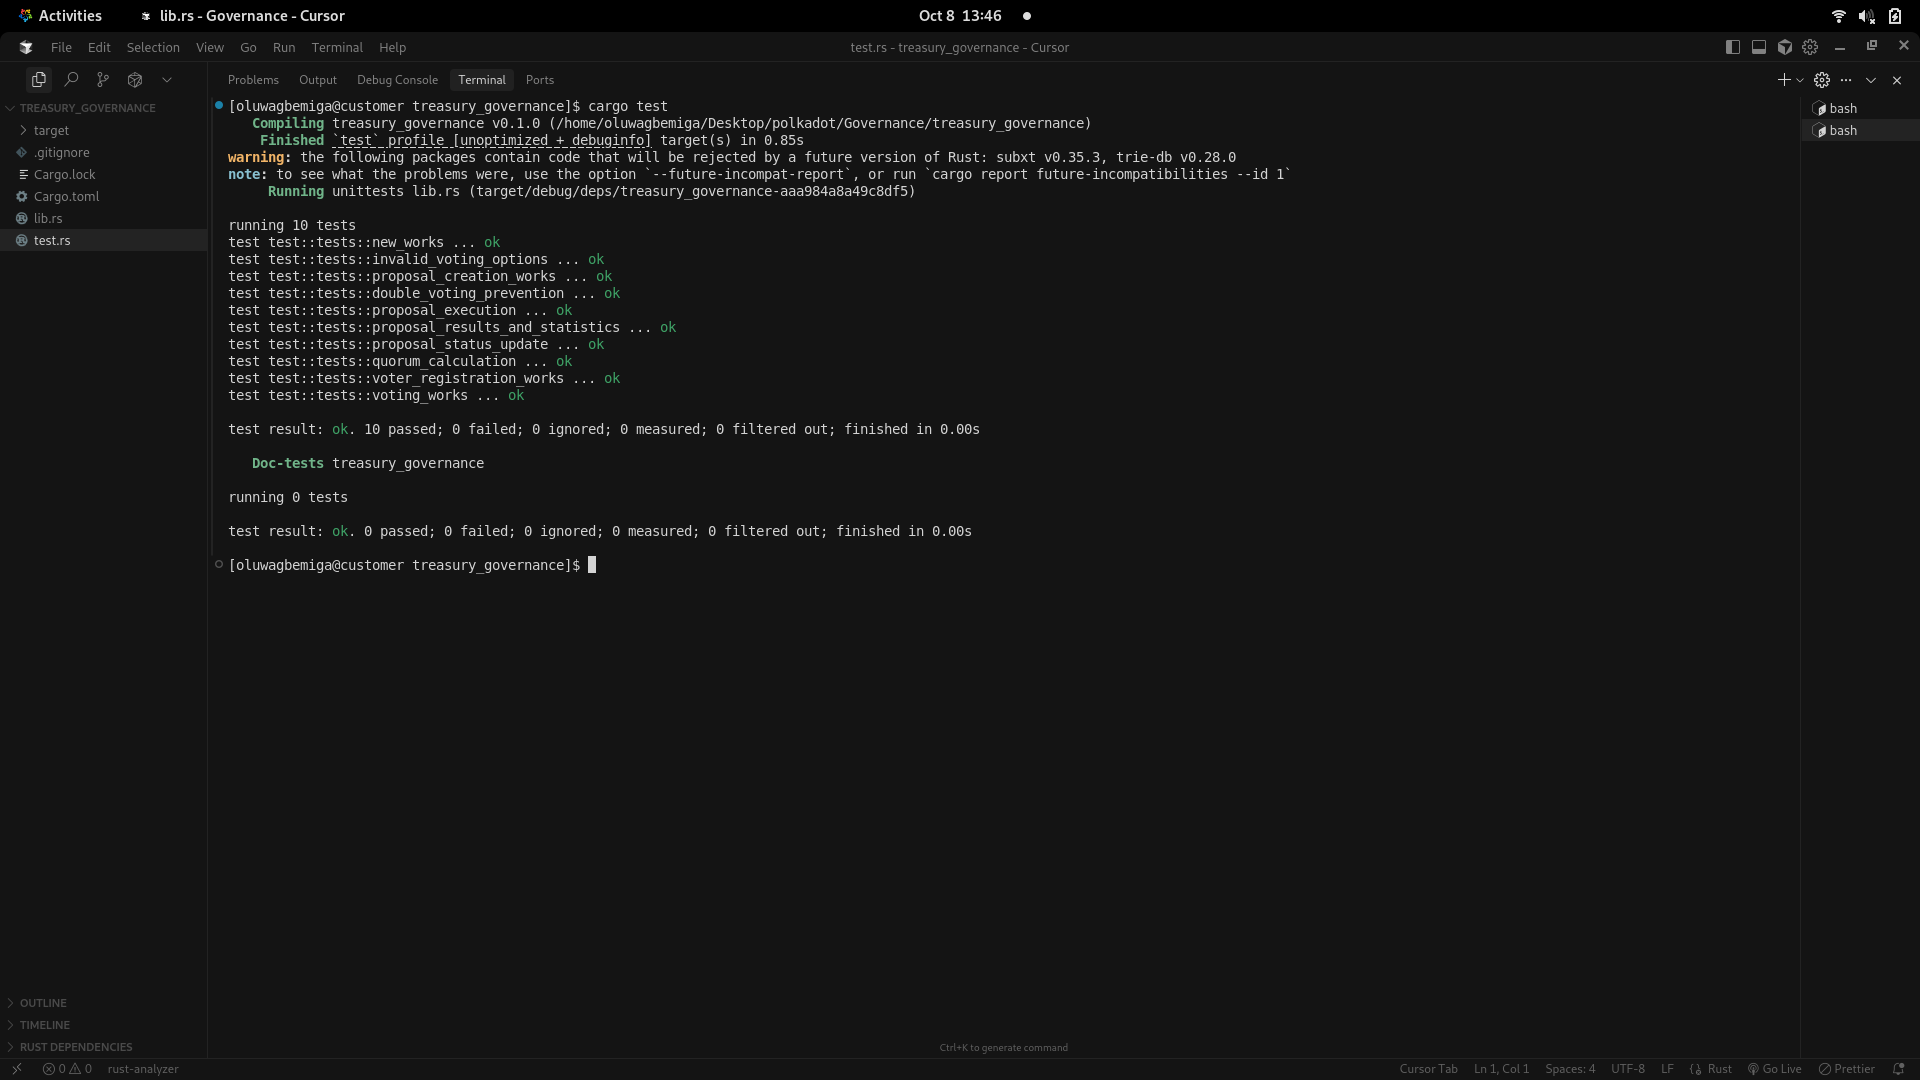 Activities
lib.rs - Governance - Cursor
Oct 8 13:46
File Edit Selection View Go Run Terminal Help
test.rs - treasury_governance - Cursor
Problems Output Debug Console Terminal Ports
TREASURY_GOVERNANCE
target
.gitignore
Cargo.lock
Cargo.toml
lib.rs
test.rs
[oluwagbemiga@customer treasury_governance]$ cargo test
Compiling treasury_governance v0.1.0 (/home/oluwagbemiga/Desktop/polkadot/Governance/treasury_governance)
Finished `test` profile [unoptimized + debuginfo] target(s) in 0.85s
warning: the following packages contain code that will be rejected by a future version of Rust: subxt v0.35.3, trie-db v0.28.0
note: to see what the problems were, use the option `--future-incompat-report`, or run `cargo report future-incompatibilities --id 1`
Running unittests lib.rs (target/debug/deps/treasury_governance-aaa984a8a49c8df5)
running 10 tests
test test::tests::new_works ... ok
test test::tests::invalid_voting_options ... ok
test test::tests::proposal_creation_works ... ok
test test::tests::double_voting_prevention ... ok
test test::tests::proposal_execution ... ok
test test::tests::proposal_results_and_statistics ... ok
test test::tests::proposal_status_update ... ok
test test::tests::quorum_calculation ... ok
test test::tests::voter_registration_works ... ok
test test::tests::voting_works ... ok
test result: ok. 10 passed; 0 failed; 0 ignored; 0 measured; 0 filtered out; finished in 0.00s
Doc-tests treasury_governance
running 0 tests
test result: ok. 0 passed; 0 failed; 0 ignored; 0 measured; 0 filtered out; finished in 0.00s
[oluwagbemiga@customer treasury_governance]$
bash
bash
OUTLINE
TIMELINE
RUST DEPENDENCIES
Ctrl+K to generate command
0 0 rust-analyzer
Cursor Tab Ln 1, Col 1 Spaces: 4 UTF-8 LF {} Rust Go Live Prettier